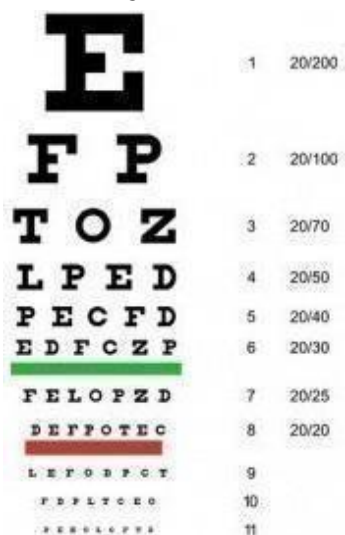 E 1 20/200
F P 2 20/100
T O Z 3 20/70
L P E D 4 20/50
P E C F D 5 20/40
E D F C Z P 6 20/30
F E L O P Z D 7 20/25
D E F P O T E C 8 20/20
L E F O D P C T 9
F D P L T C E O 10
11